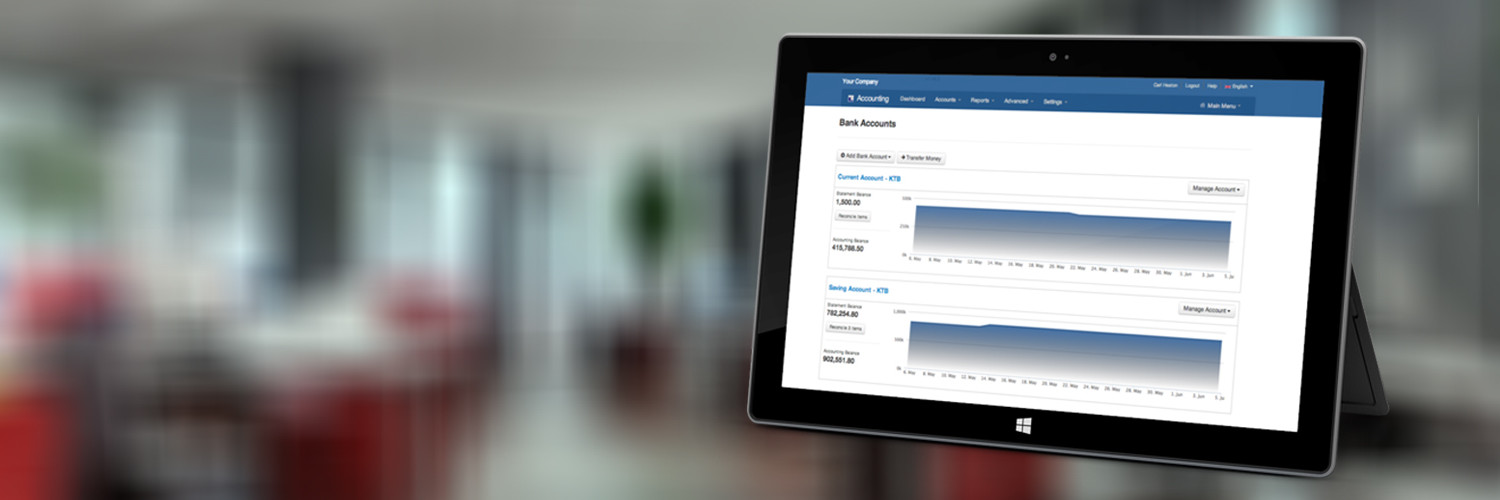 Your Company
Logout Help English
Accounting Dashboard Accounts Reports Advanced Settings Main Menu
Bank Accounts
Add Bank Account Transfer Money
Current Account - KTB Manage Account
Statement Balance
1,500.00
Reconcile items
Accounting Balance
415,788.50
500k
250k
0k
6. May 8. May 10. May 12. May 14. May 16. May 18. May 20. May 22. May 24. May 26. May 28. May 30. May 1. Jun 3. Jun 5. Ju
Saving Account - KTB Manage Account
Statement Balance
782,254.80
Reconcile 0 items
Accounting Balance
902,551.80
1,000k
500k
0k
6. May 8. May 10. May 12. May 14. May 16. May 18. May 20. May 22. May 24. May 26. May 28. May 30. May 1. Jun 3. Jun 5. Ju